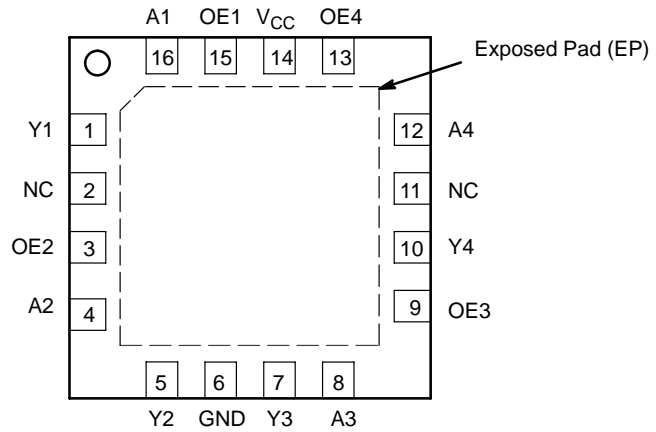 A1 OE1 VCC OE4
16 15 14 13
Exposed Pad (EP)
Y1 1 12 A4
NC 2 11 NC
OE2 3 10 Y4
A2 4 9 OE3
5 6 7 8
Y2 GND Y3 A3